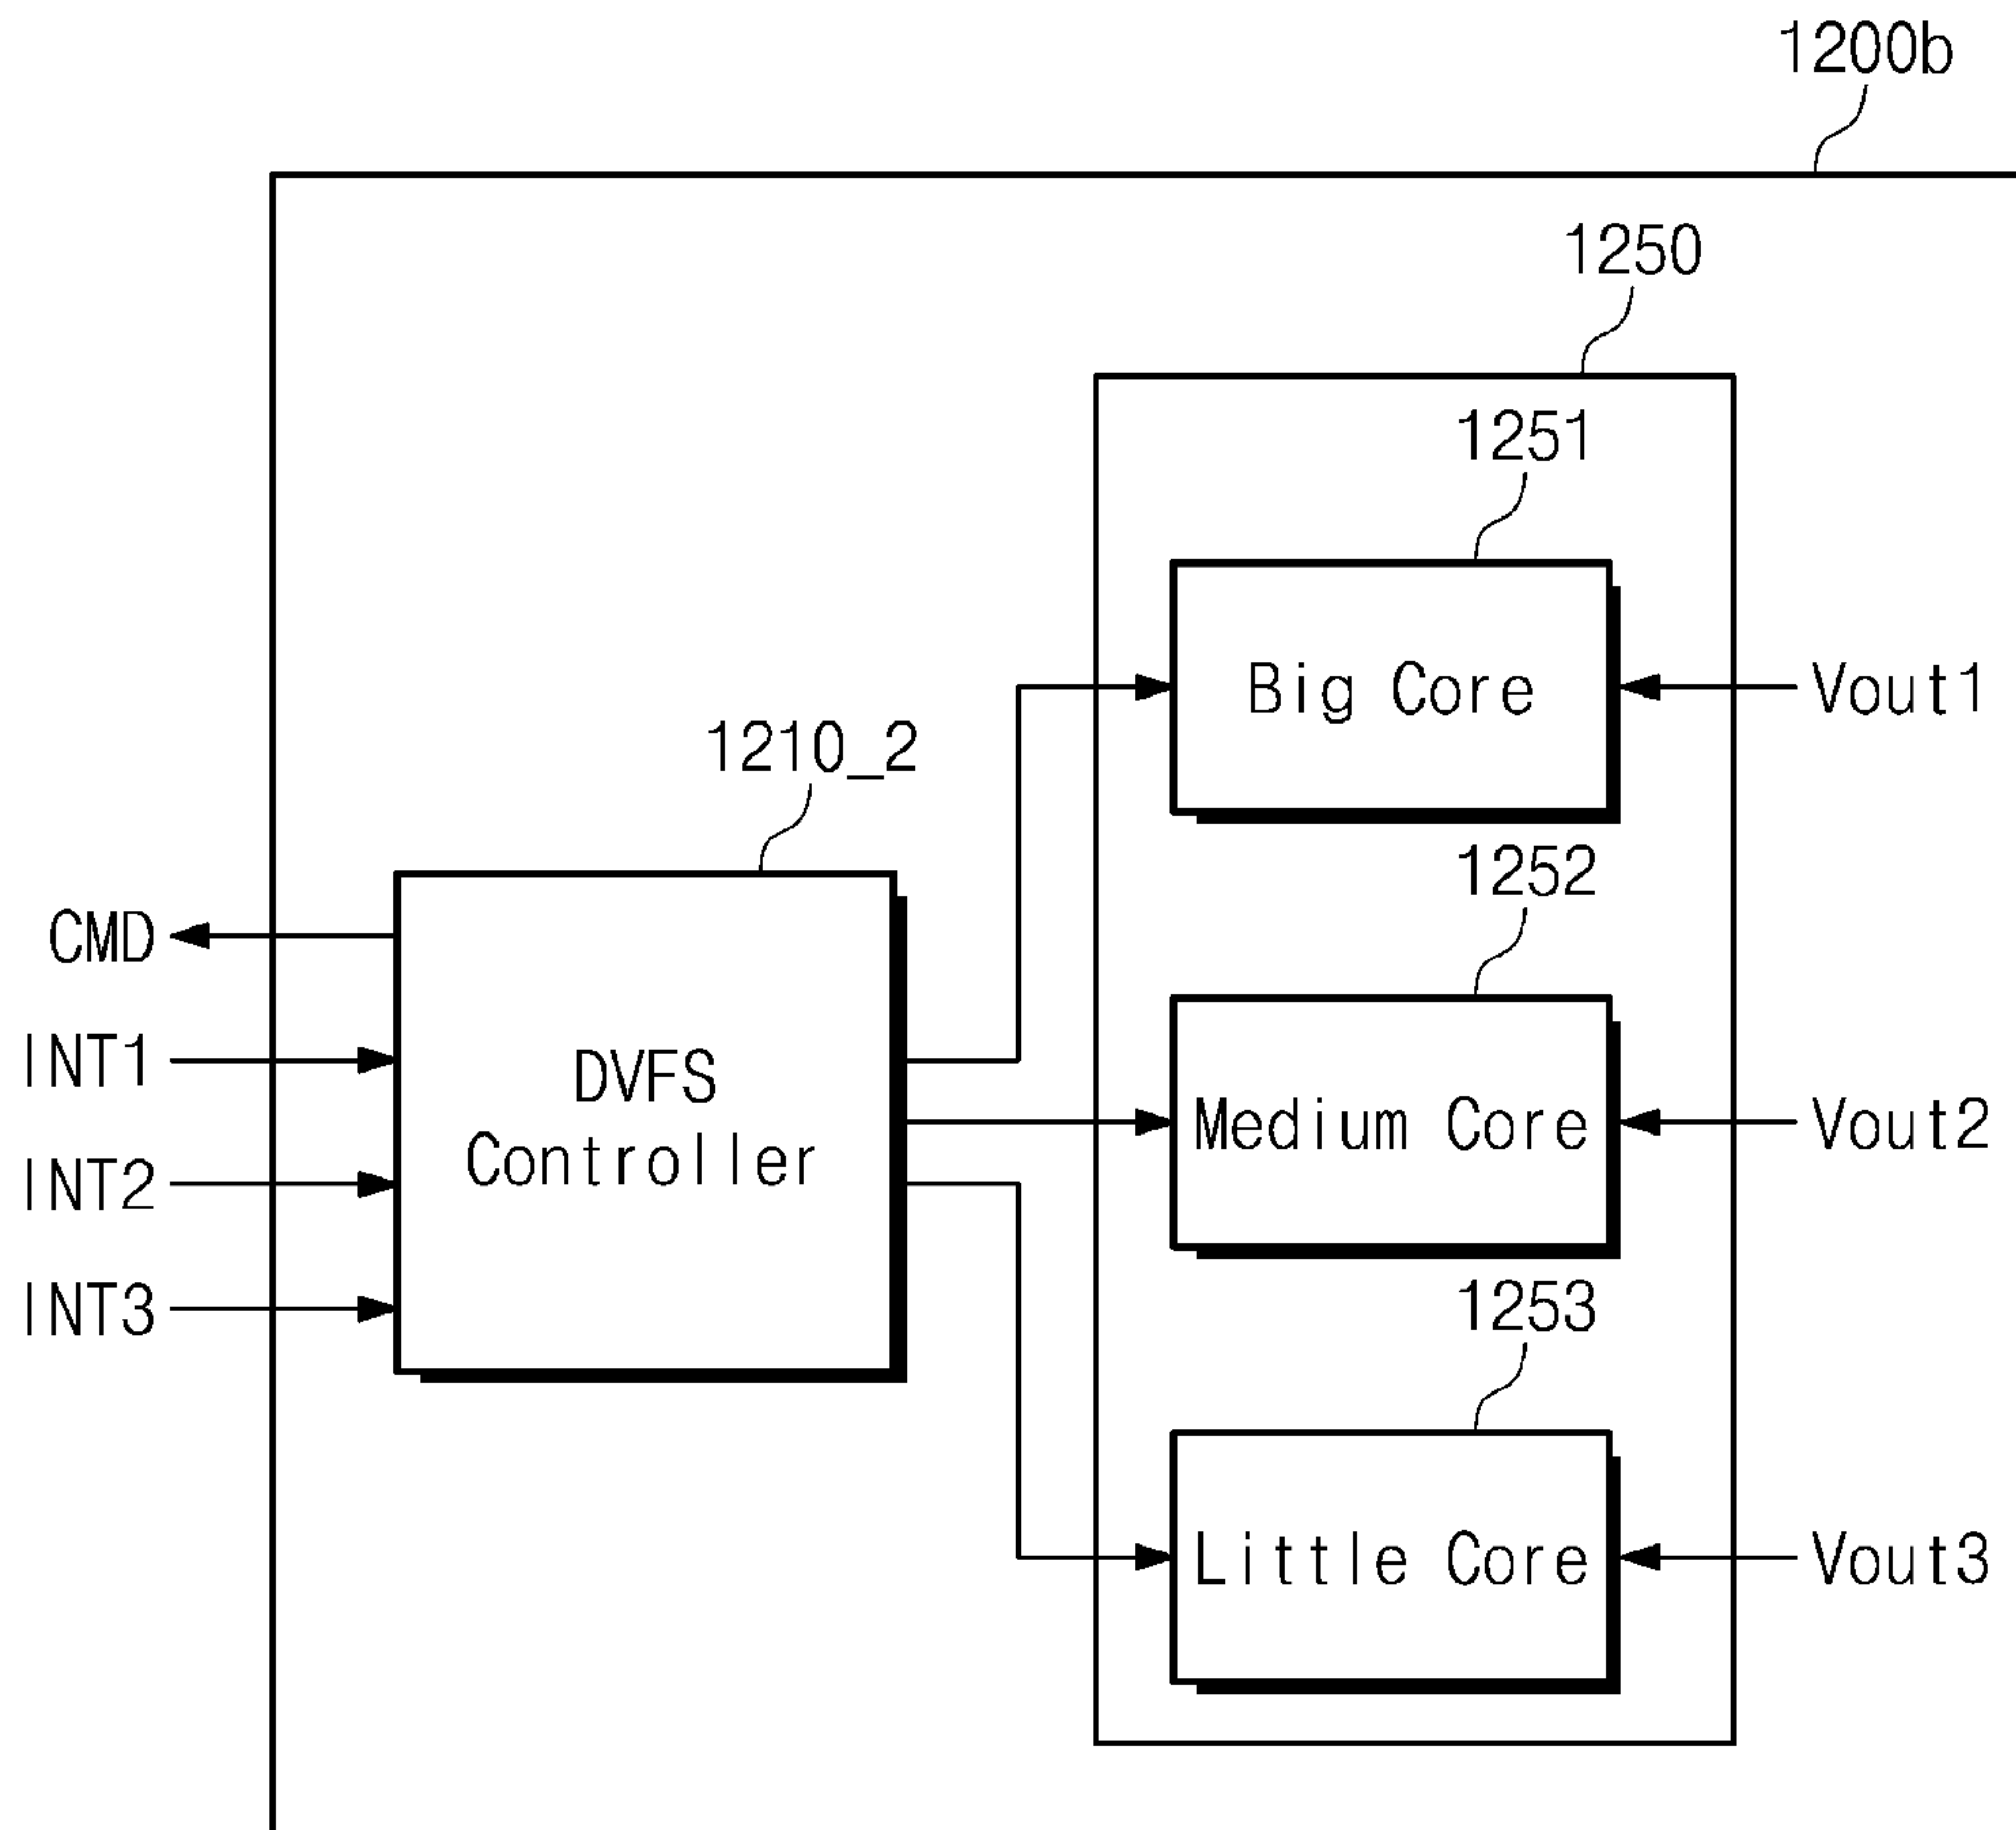 1200b
1250
1251
Big Core
Vout1
1210_2
1252
CMD
INT1
DVFS
Controller
Medium Core
Vout2
INT2
INT3
1253
Little Core
Vout3